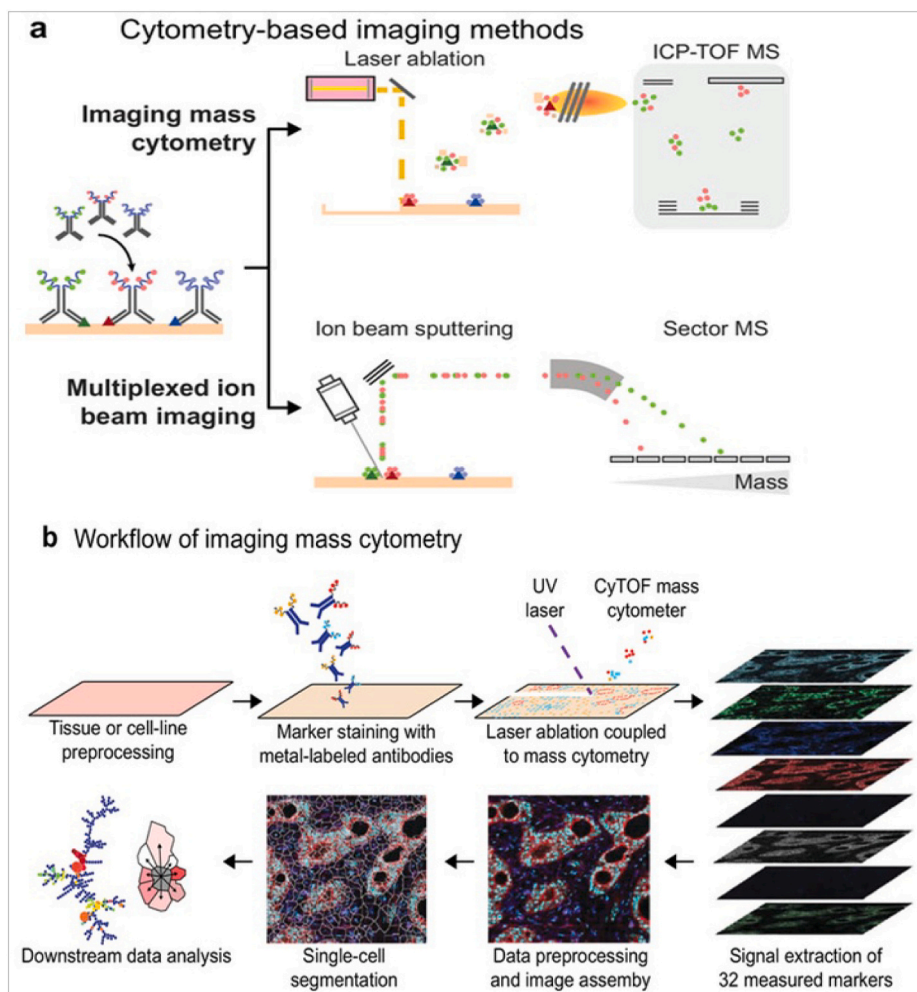 a Cytometry-based imaging methods
Laser ablation
ICP-TOF MS
Imaging mass
cytometry
Ion beam sputtering
Sector MS
Multiplexed ion
beam imaging
Mass
b Workflow of imaging mass cytometry
UV
laser
CyTOF mass
cytometer
Tissue or cell-line
preprocessing
Marker staining with
metal-labeled antibodies
Laser ablation coupled
to mass cytometry
Downstream data analysis
Single-cell
segmentation
Data preprocessing
and image assemby
Signal extraction of
32 measured markers